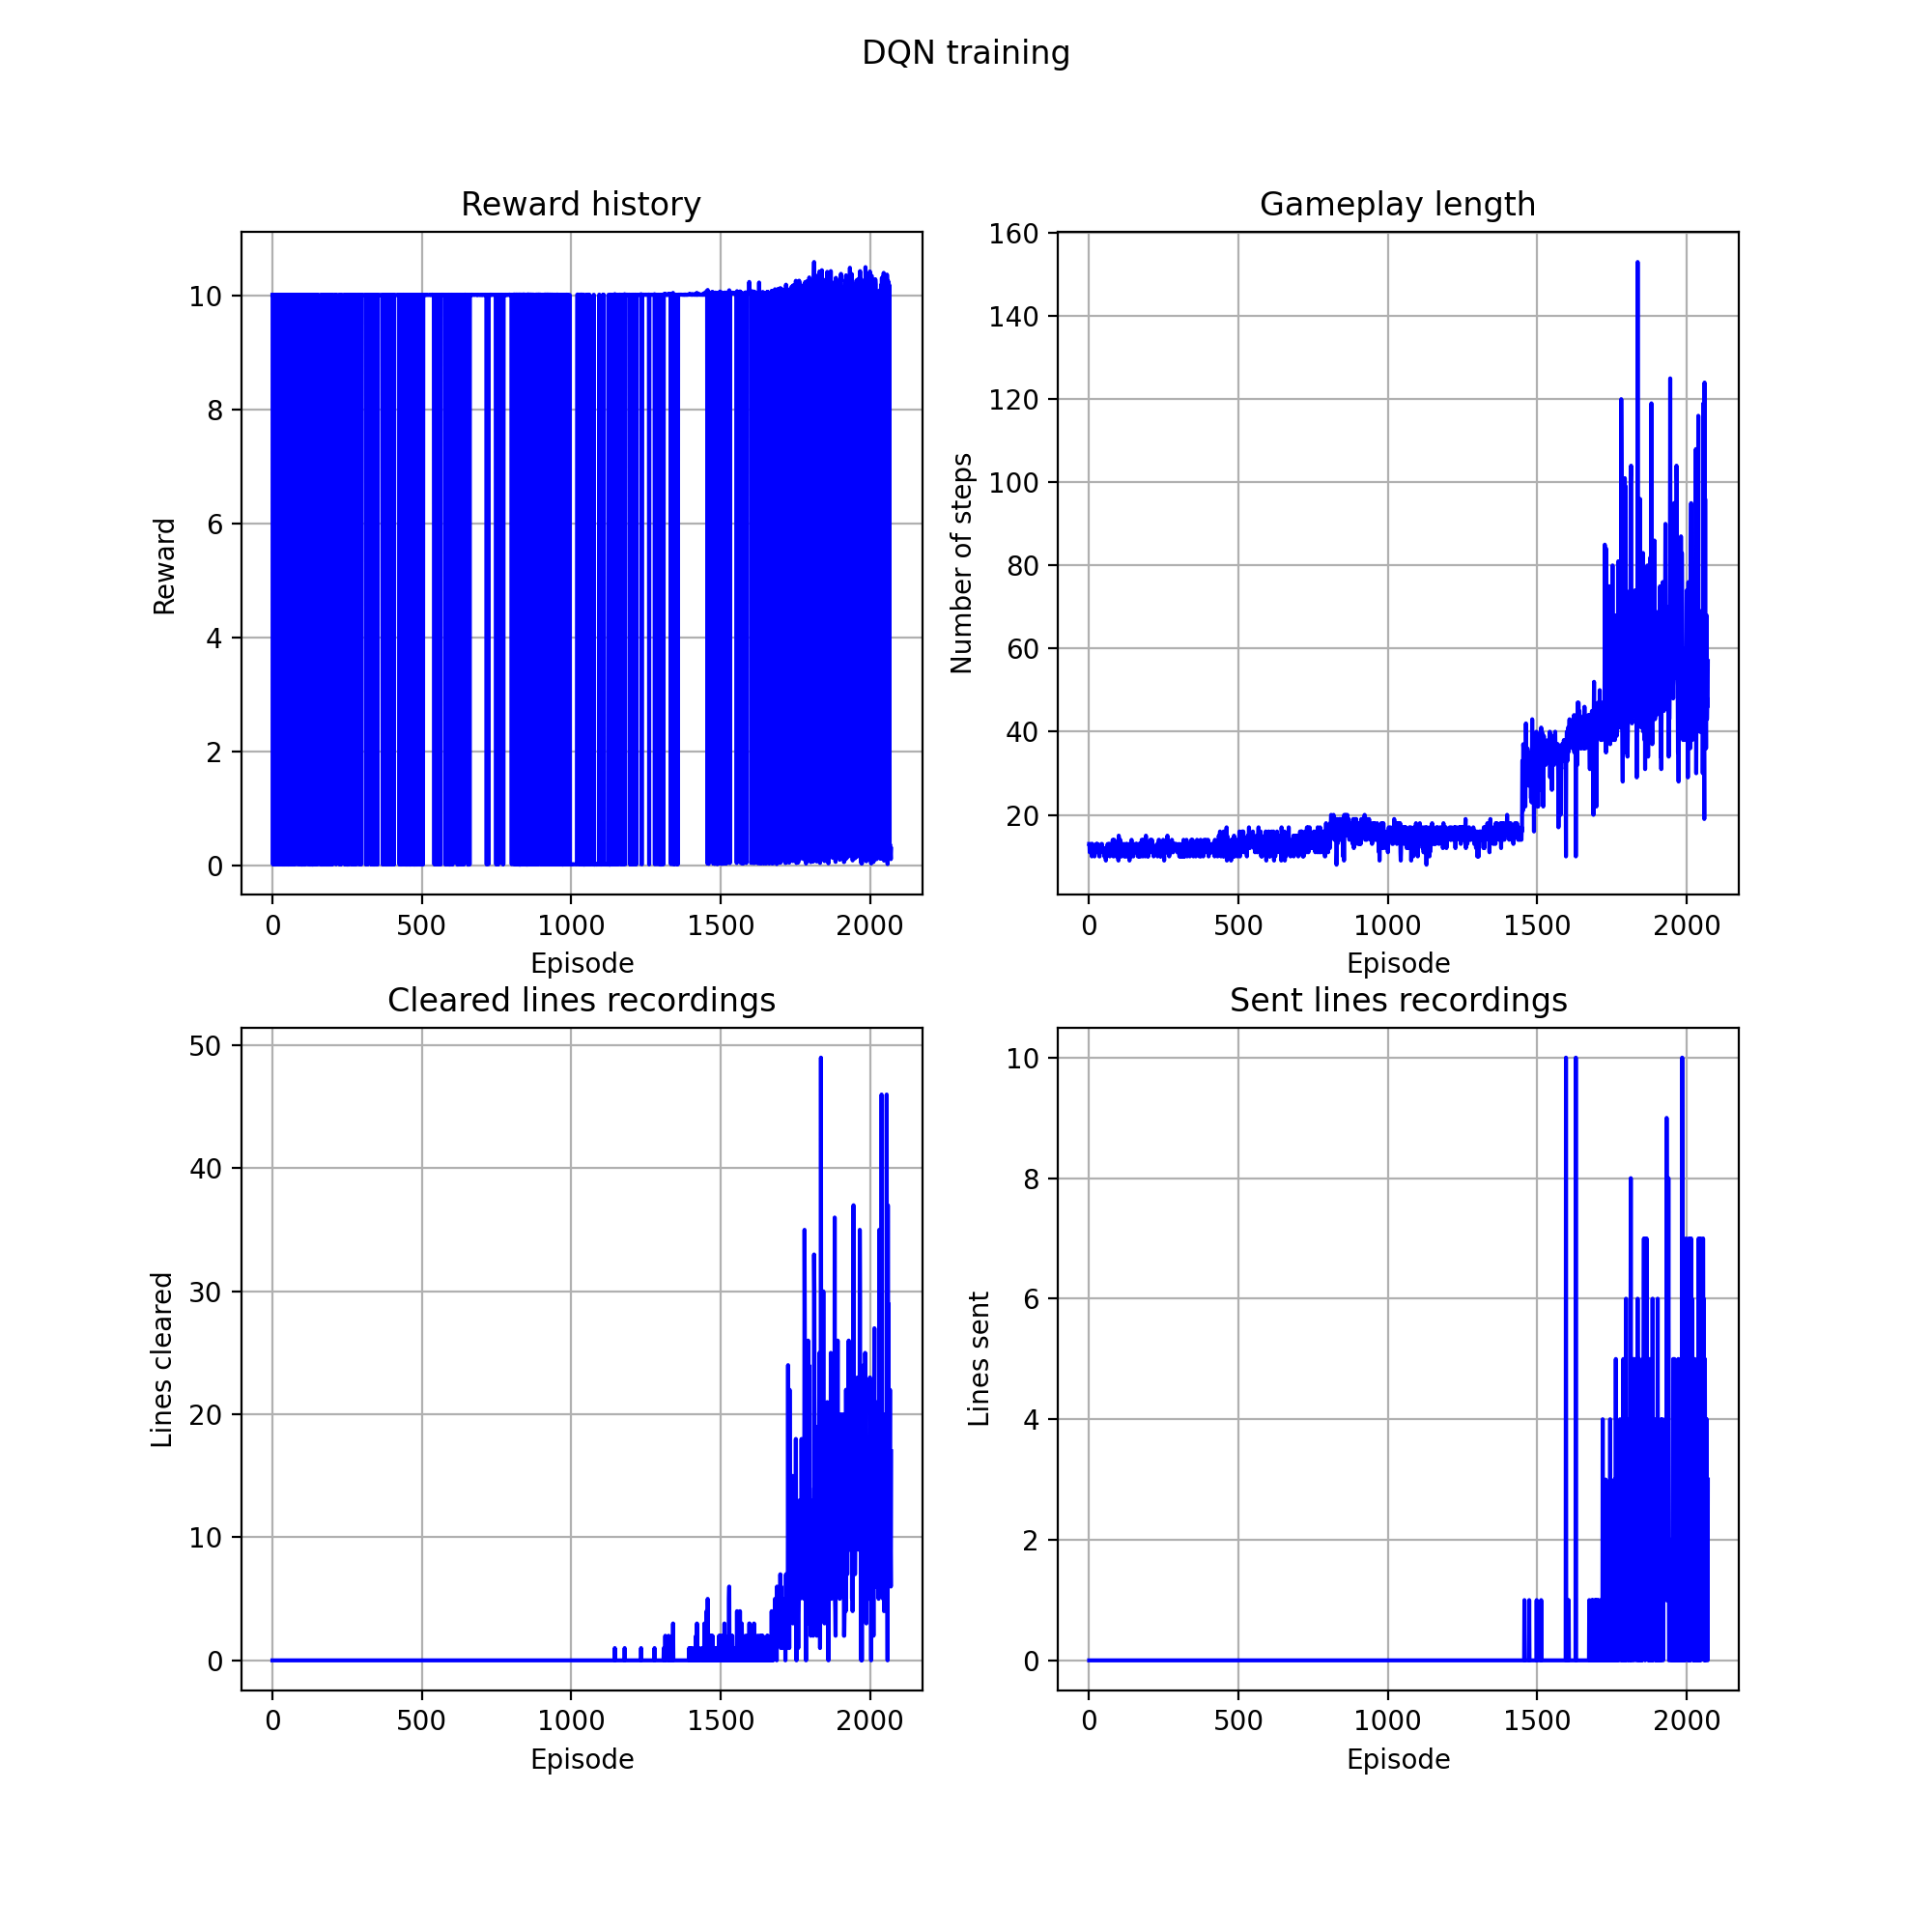 DQN training
Reward history
Reward
10
8
6
4
2
0
0 500 1000 1500 2000
Episode
Gameplay length
Number of steps
160
140
120
100
80
60
40
20
0 500 1000 1500 2000
Episode
Cleared lines recordings
Lines cleared
50
40
30
20
10
0
0 500 1000 1500 2000
Episode
Sent lines recordings
Lines sent
10
8
6
4
2
0
0 500 1000 1500 2000
Episode